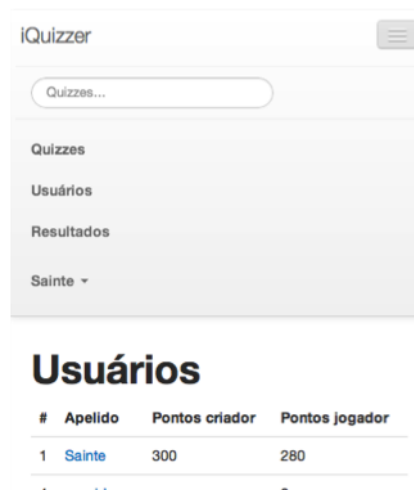 iQuizzer
Quizzes...
Quizzes
Usuários
Resultados
Sainte
Usuários
# Apelido Pontos criador Pontos jogador
1 Sainte 300 280